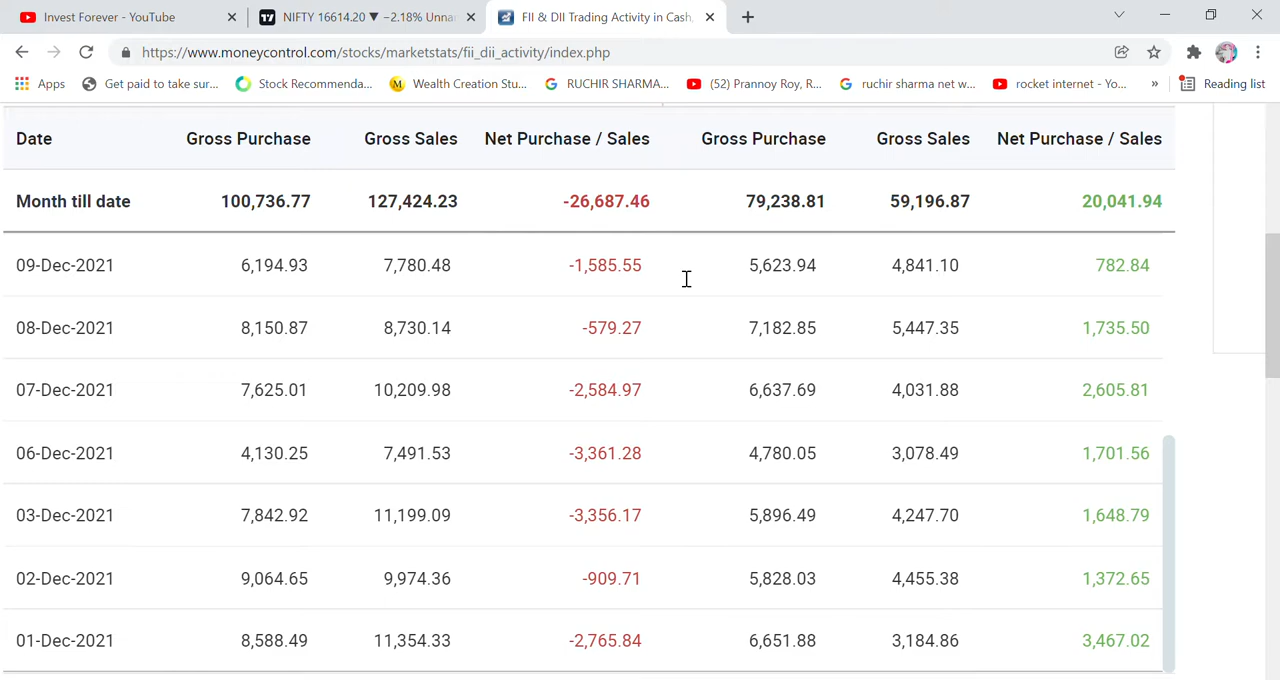 Invest Forever - YouTube
NIFTY 16614.20 ▼ −2.18% Unna
FII & DII Trading Activity in Cash,
https://www.moneycontrol.com/stocks/marketstats/fii_dii_activity/index.php
Apps Get paid to take sur... Stock Recommenda... M Wealth Creation Stu... RUCHIR SHARMA... (52) Prannoy Roy, R... ruchir sharma net w... rocket internet - Yo... » Reading list
Date Gross Purchase Gross Sales Net Purchase / Sales Gross Purchase Gross Sales Net Purchase / Sales
Month till date 100,736.77 127,424.23 -26,687.46 79,238.81 59,196.87 20,041.94
09-Dec-2021 6,194.93 7,780.48 -1,585.55 5,623.94 4,841.10 782.84
08-Dec-2021 8,150.87 8,730.14 -579.27 7,182.85 5,447.35 1,735.50
07-Dec-2021 7,625.01 10,209.98 -2,584.97 6,637.69 4,031.88 2,605.81
06-Dec-2021 4,130.25 7,491.53 -3,361.28 4,780.05 3,078.49 1,701.56
03-Dec-2021 7,842.92 11,199.09 -3,356.17 5,896.49 4,247.70 1,648.79
02-Dec-2021 9,064.65 9,974.36 -909.71 5,828.03 4,455.38 1,372.65
01-Dec-2021 8,588.49 11,354.33 -2,765.84 6,651.88 3,184.86 3,467.02